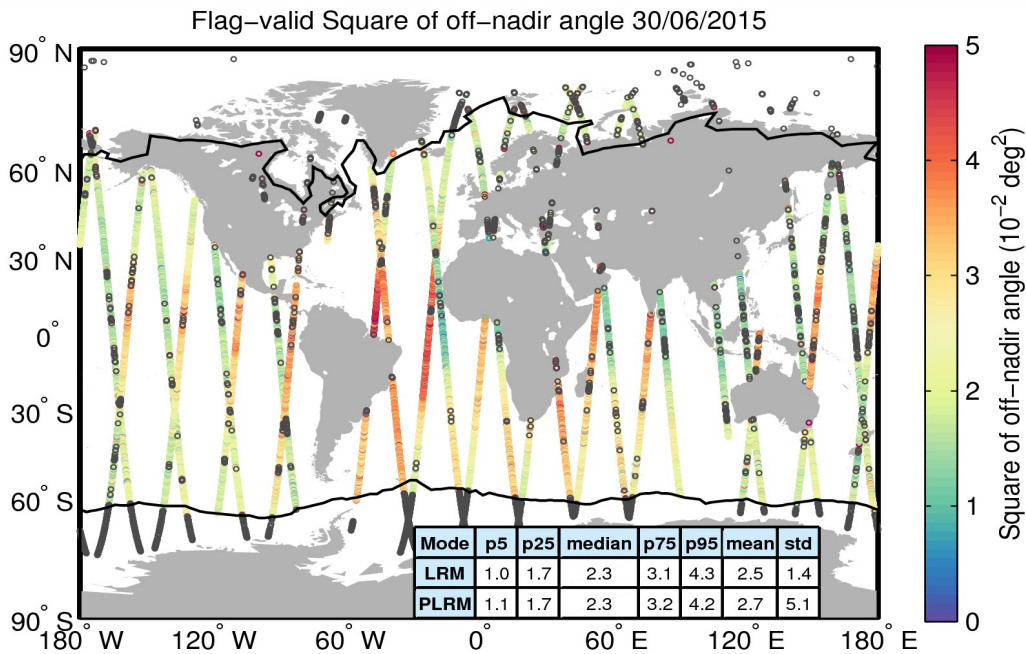 Flag−valid Square of off−nadir angle 30/06/2015
90° N
60° N
30° N
0°
30° S
60° S
90° S
180° W 120° W 60° W 0° 60° E 120° E 180° E
Mode p5 p25 median p75 p95 mean std
LRM 1.0 1.7 2.3 3.1 4.3 2.5 1.4
PLRM 1.1 1.7 2.3 3.2 4.2 2.7 5.1
5
4
3
2
1
0
Square of off−nadir angle (10⁻² deg²)